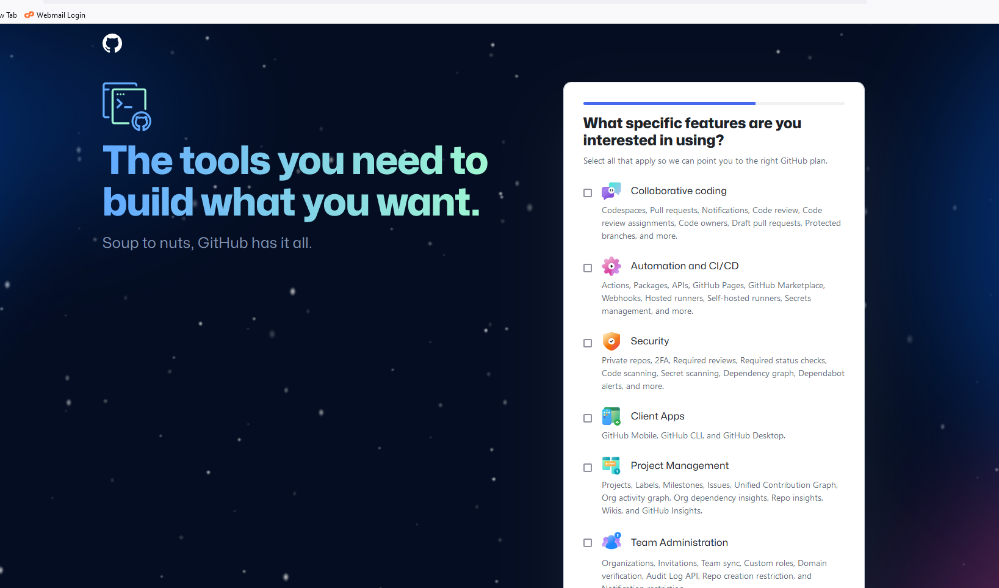 w Tab Webmail Login
The tools you need to
build what you want.
Soup to nuts, GitHub has it all.
What specific features are you
interested in using?
Select all that apply so we can point you to the right GitHub plan.
Collaborative coding
Codespaces, Pull requests, Notifications, Code review, Code
review assignments, Code owners, Draft pull requests, Protected
branches, and more.
Automation and CI/CD
Actions, Packages, APIs, GitHub Pages, GitHub Marketplace,
Webhooks, Hosted runners, Self-hosted runners, Secrets
management, and more.
Security
Private repos, 2FA, Required reviews, Required status checks,
Code scanning, Secret scanning, Dependency graph, Dependabot
alerts, and more.
Client Apps
GitHub Mobile, GitHub CLI, and GitHub Desktop.
Project Management
Projects, Labels, Milestones, Issues, Unified Contribution Graph,
Org activity graph, Org dependency insights, Repo insights,
Wikis, and GitHub Insights.
Team Administration
Organizations, Invitations, Team sync, Custom roles, Domain
verification, Audit Log API, Repo creation restriction, and
Notification restriction